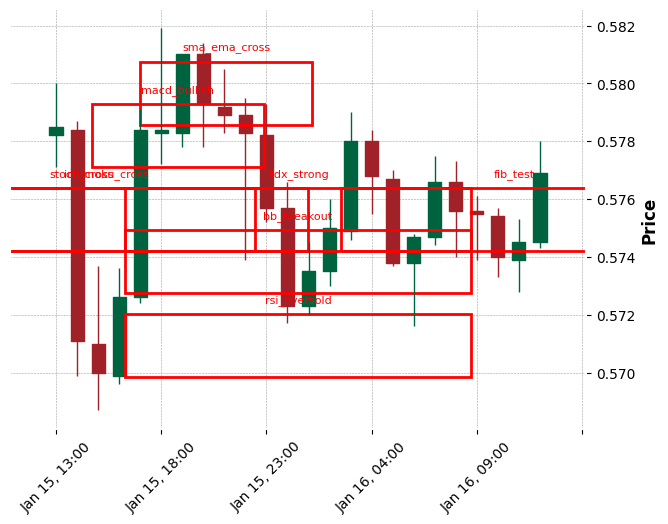 sma_ema_cross
0.582
0.580
macd_bullish
0.578
adx_strong
fib_test
0.576
bb_breakout
Price
0.574
rsi_oversold
0.572
0.570
Jan 15, 13:00
Jan 15, 18:00
Jan 15, 23:00
Jan 16, 04:00
Jan 16, 09:00